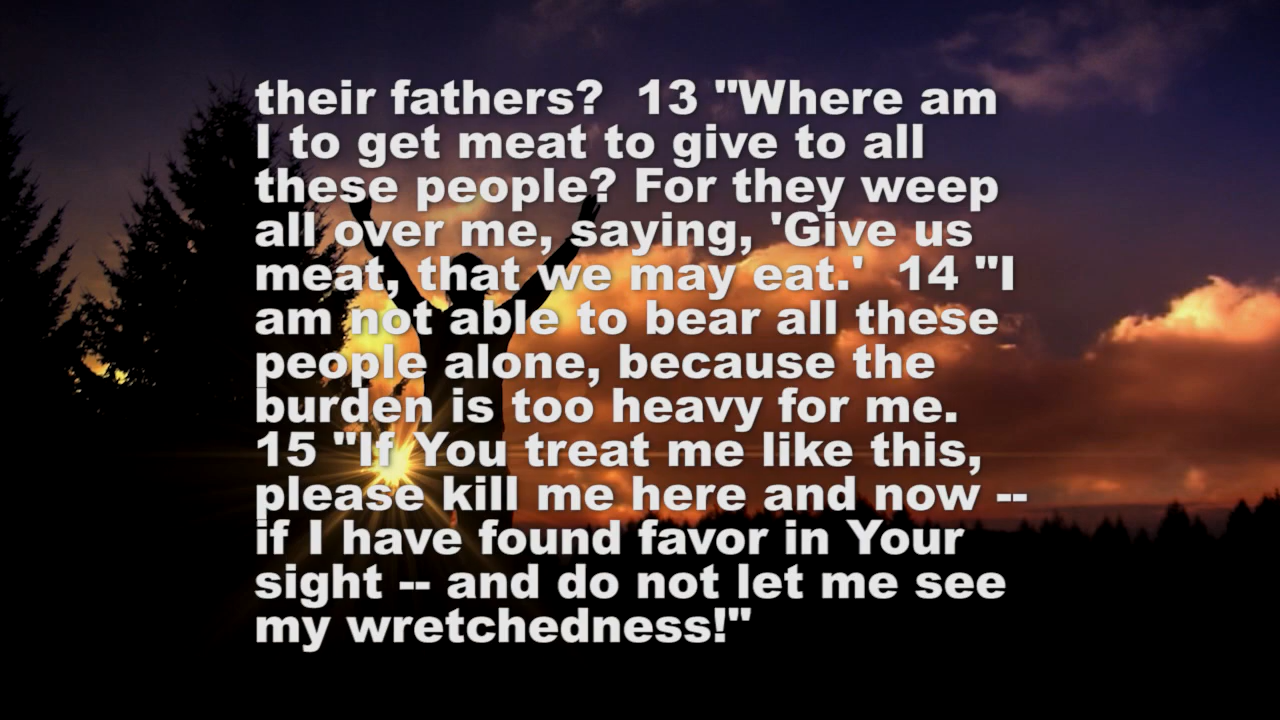 their fathers?  13 "Where am
I to get meat to give to all
these people? For they weep
all over me, saying, 'Give us
meat, that we may eat.'  14 "I
am not able to bear all these
people alone, because the
burden is too heavy for me.
15 "If You treat me like this,
please kill me here and now --
if I have found favor in Your
sight -- and do not let me see
my wretchedness!"